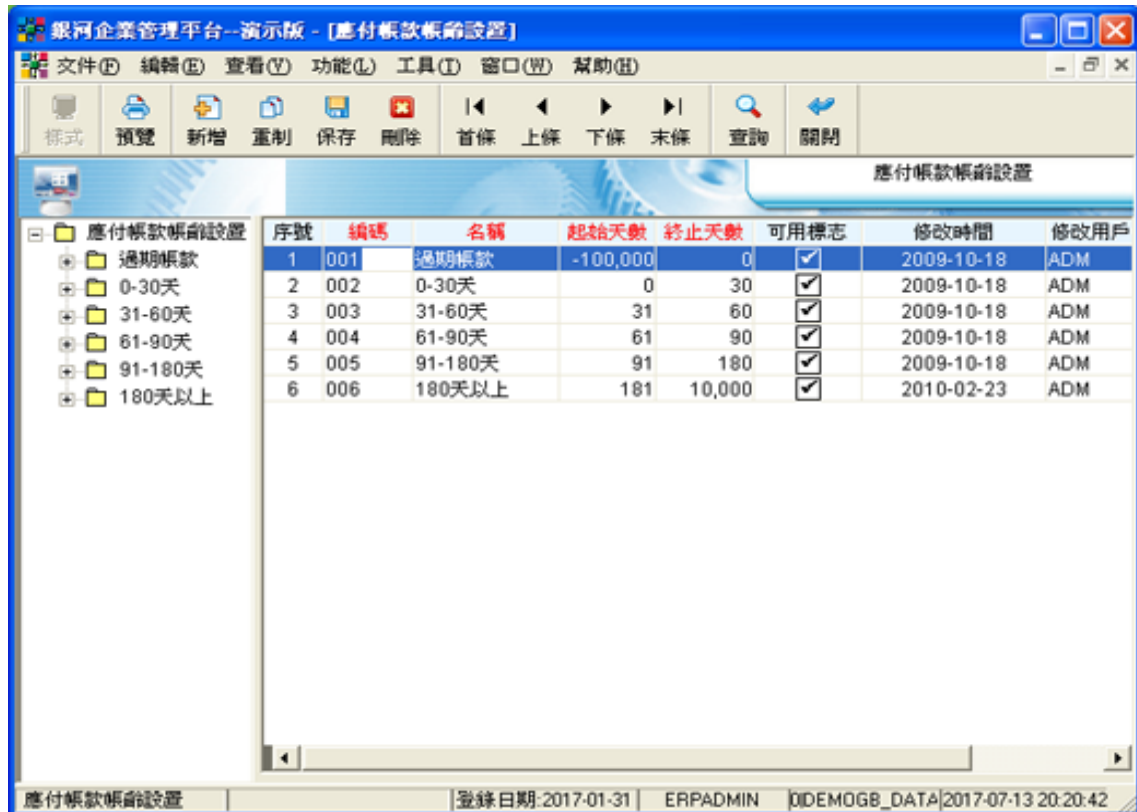 銀河企業管理平台--演示版 - [應付帳款帳齡設置]
文件(F) 編輯(E) 查看(V) 功能(L) 工具(T) 窗口(W) 幫助(H)
樣式 預覽 新增 重制 保存 刪除 首條 上條 下條 末條 查詢 關閉
應付帳款帳齡設置
應付帳款帳齡設置
過期帳款
0-30天
31-60天
61-90天
91-180天
180天以上
序號 編碼 名稱 起始天數 終止天數 可用標志 修改時間 修改用戶
1 001 過期帳款 -100,000 0 2009-10-18 ADM
2 002 0-30天 0 30 2009-10-18 ADM
3 003 31-60天 31 60 2009-10-18 ADM
4 004 61-90天 61 90 2009-10-18 ADM
5 005 91-180天 91 180 2009-10-18 ADM
6 006 180天以上 181 10,000 2010-02-23 ADM
應付帳款帳齡設置 登錄日期:2017-01-31 ERPADMIN 0|DEMOGB_DATA|2017-07-13 20:20:42